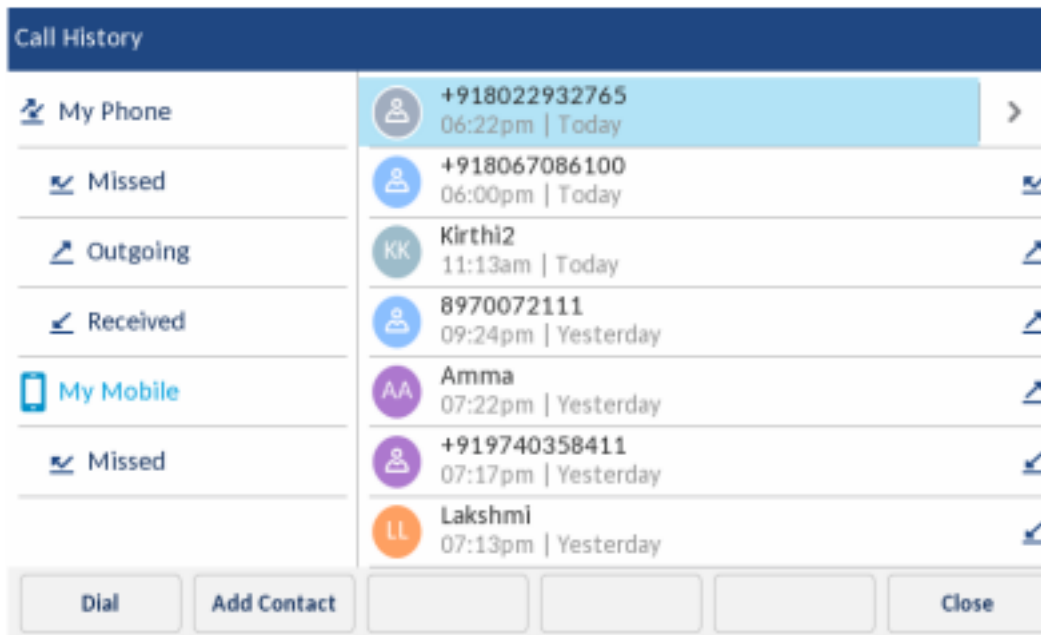 Call History
My Phone
Missed
Outgoing
Received
My Mobile
Missed
+918022932765
06:22pm | Today
+918067086100
06:00pm | Today
KK
Kirthi2
11:13am | Today
8970072111
09:24pm | Yesterday
AA
Amma
07:22pm | Yesterday
+919740358411
07:17pm | Yesterday
LL
Lakshmi
07:13pm | Yesterday
Dial
Add Contact
Close